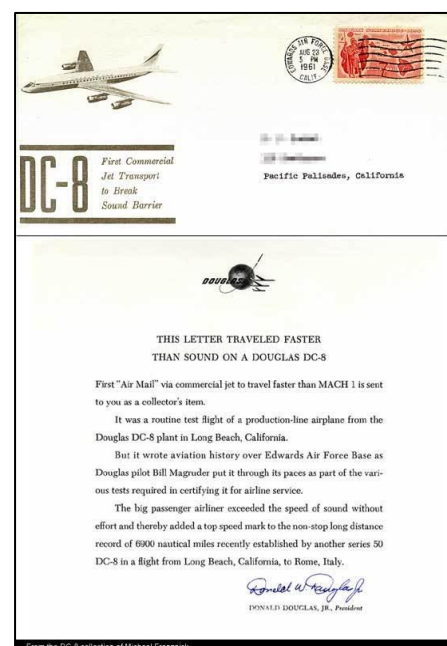 EDWARDS AIR FORCE BASE
AUG 23
5 PM
1961
CALIF.
DC-8
First Commercial
Jet Transport
to Break
Sound Barrier
Pacific Palisades, California
DOUGLAS
THIS LETTER TRAVELED FASTER
THAN SOUND ON A DOUGLAS DC-8
First "Air Mail" via commercial jet to travel faster than MACH 1 is sent
to you as a collector's item.
It was a routine test flight of a production-line airplane from the
Douglas DC-8 plant in Long Beach, California.
But it wrote aviation history over Edwards Air Force Base as
Douglas pilot Bill Magruder put it through its paces as part of the vari-
ous tests required in certifying it for airline service.
The big passenger airliner exceeded the speed of sound without
effort and thereby added a top speed mark to the non-stop long distance
record of 6900 nautical miles recently established by another series 50
DC-8 in a flight from Long Beach, California, to Rome, Italy.
Donald W. Douglas Jr
DONALD DOUGLAS, JR., President
From the DC-8 collection of Michael